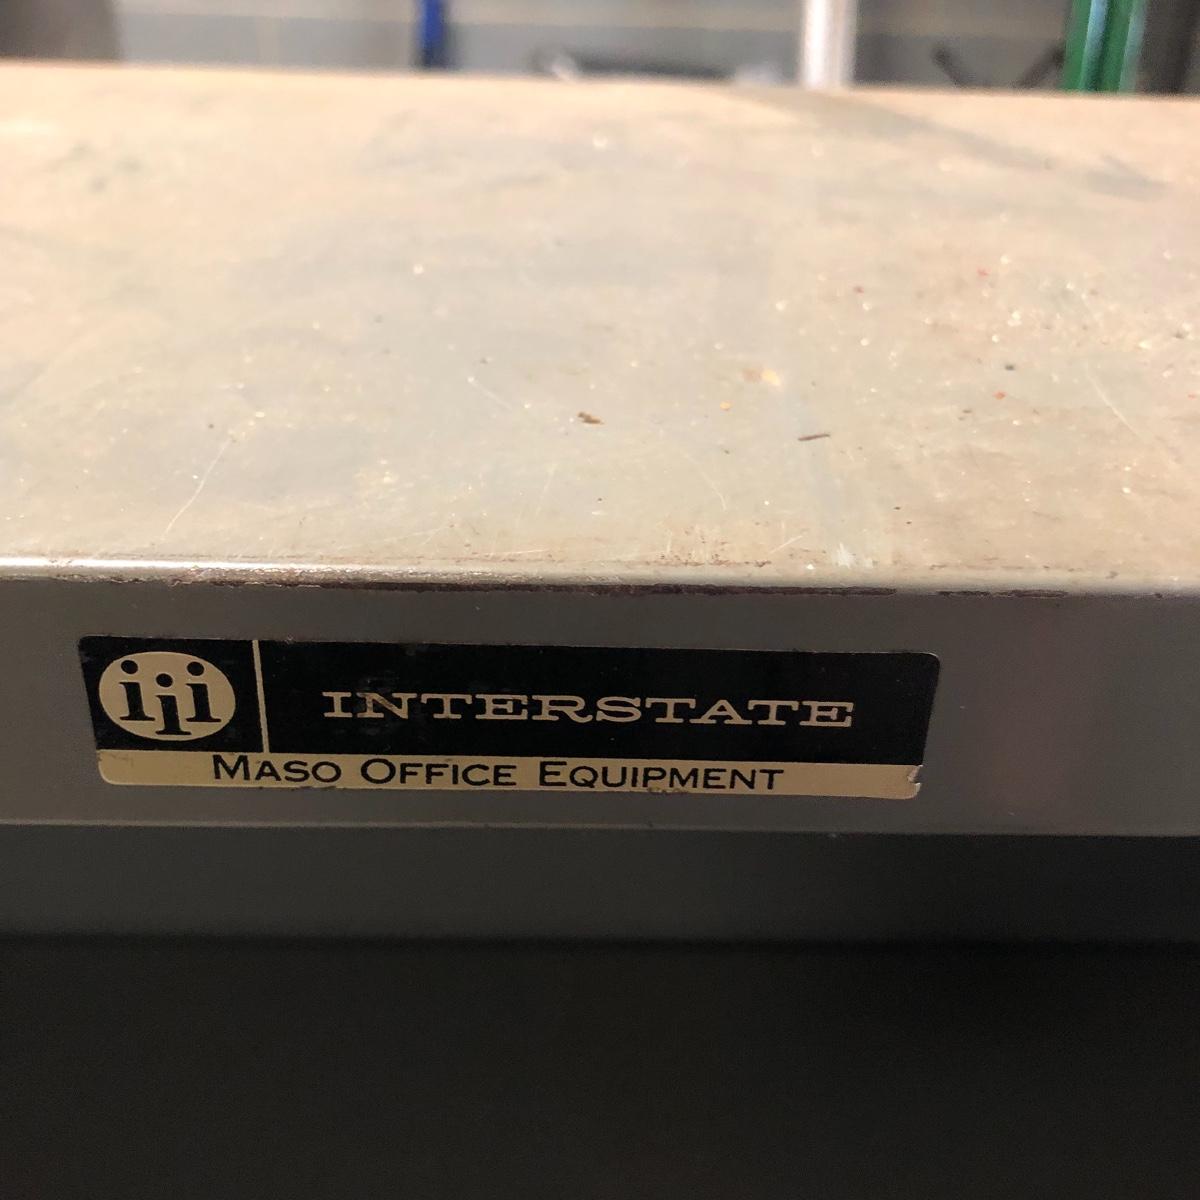 iji
INTERSTATE
MASO OFFICE EQUIPMENT